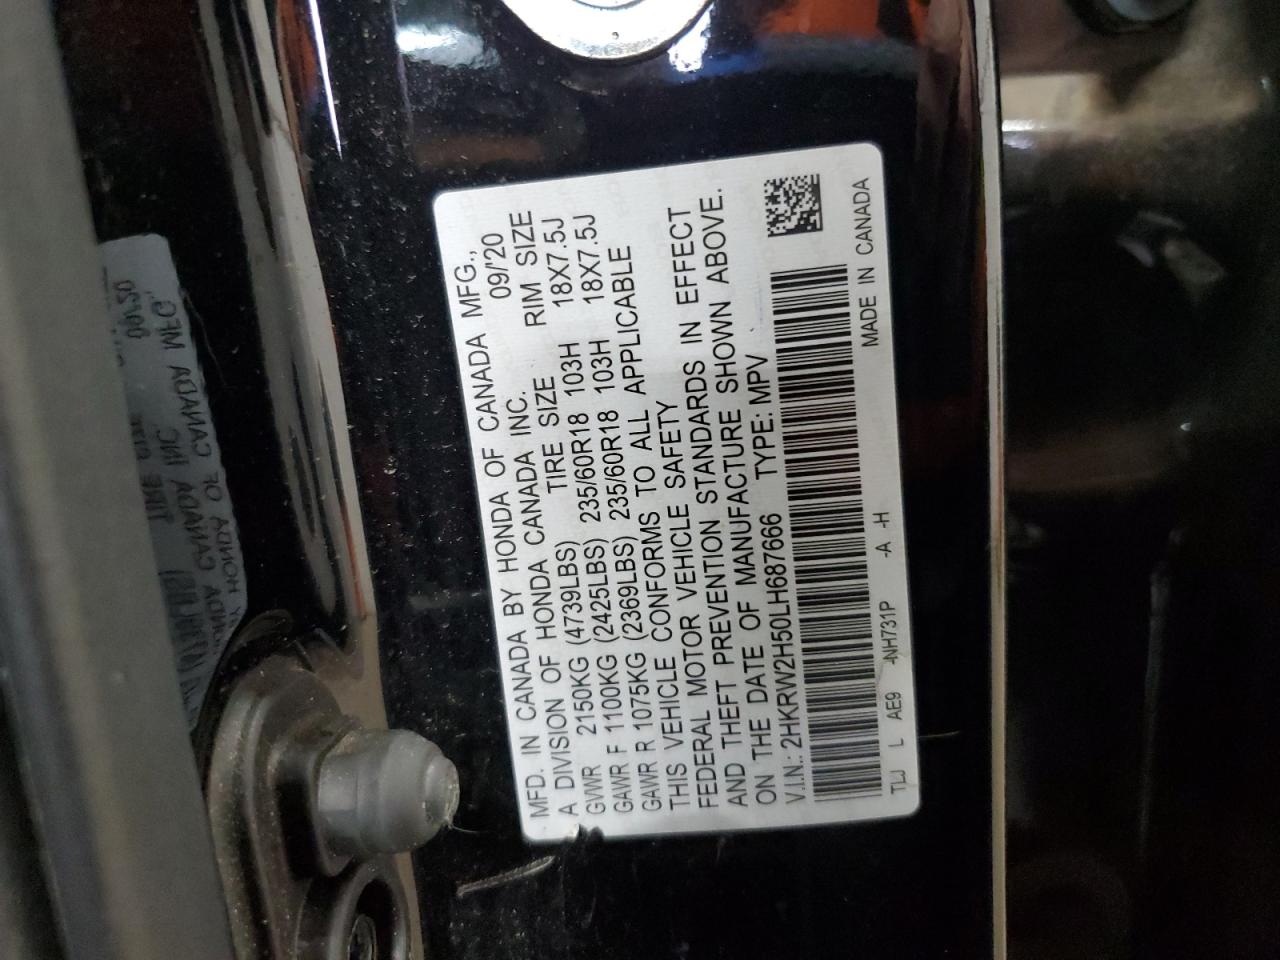 MFD. IN CANADA BY HONDA OF CANADA MFG.,
A DIVISION OF HONDA CANADA INC. 09/'20
GVWR 2150KG (4739LBS) TIRE SIZE RIM SIZE
GAWR F 1100KG (2425LBS) 235/60R18 103H 18X7.5J
GAWR R 1075KG (2369LBS) 235/60R18 103H 18X7.5J
THIS VEHICLE CONFORMS TO ALL APPLICABLE
FEDERAL MOTOR VEHICLE SAFETY
AND THEFT PREVENTION STANDARDS IN EFFECT
ON THE DATE OF MANUFACTURE SHOWN ABOVE.
V.I.N.: 2HKRW2H50LH687666 TYPE: MPV
TLJ L AE9 -NH731P -A -H MADE IN CANADA